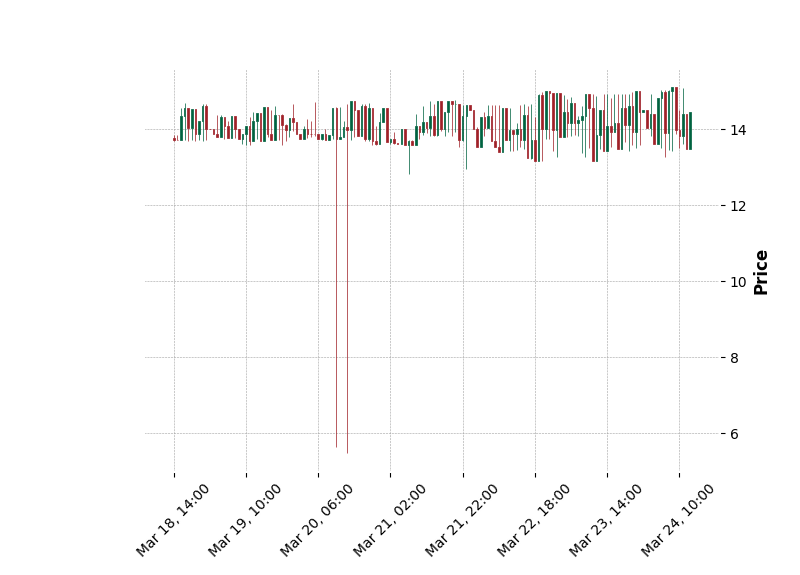 14
12
10
8
6
Price
Mar 18, 14:00
Mar 19, 10:00
Mar 20, 06:00
Mar 21, 02:00
Mar 21, 22:00
Mar 22, 18:00
Mar 23, 14:00
Mar 24, 10:00